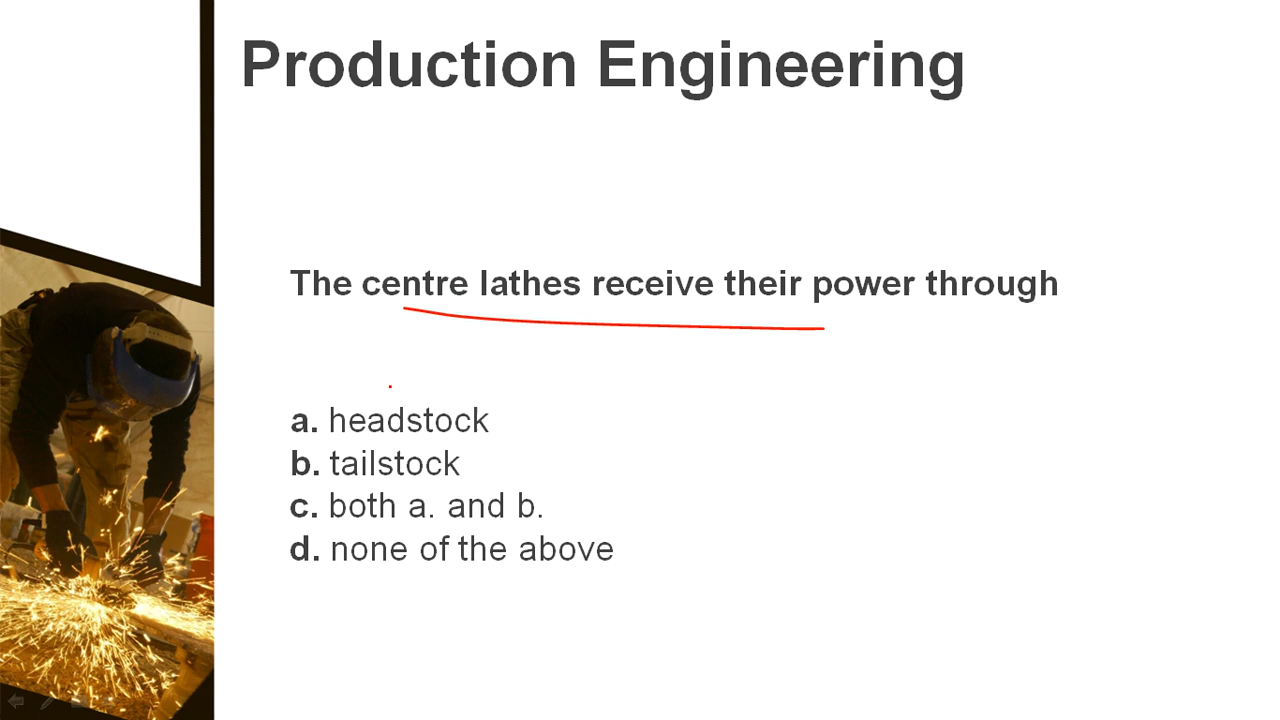 Production Engineering
The centre lathes receive their power through
a. headstock
b. tailstock
c. both a. and b.
d. none of the above